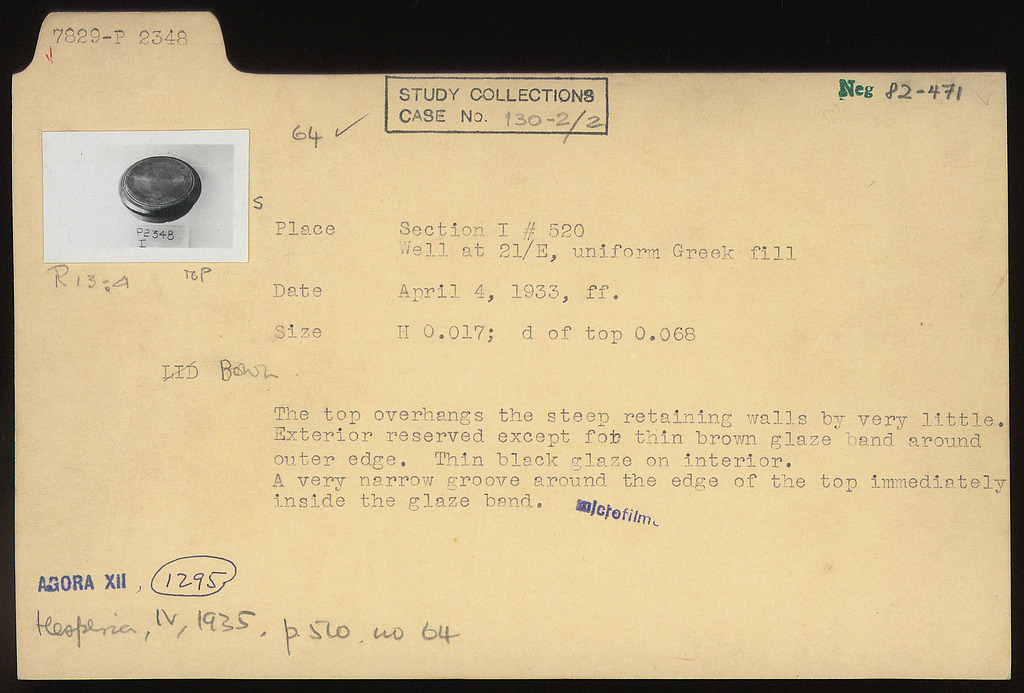 7829-P 2348
STUDY COLLECTIONS
CASE No. 130-2/2
Neg 82-471
64 ✓
P2348
I
S
R 13:4
TOP
Place Section I # 520
Well at 21/E, uniform Greek fill
Date April 4, 1933, ff.
Size H 0.017; d of top 0.068
LID Bowl
The top overhangs the steep retaining walls by very little.
Exterior reserved except for thin brown glaze band around
outer edge. Thin black glaze on interior.
A very narrow groove around the edge of the top immediately
inside the glaze band.
microfilm
AGORA XII, 1295
Hesperia, IV, 1935, p. 510, no 64